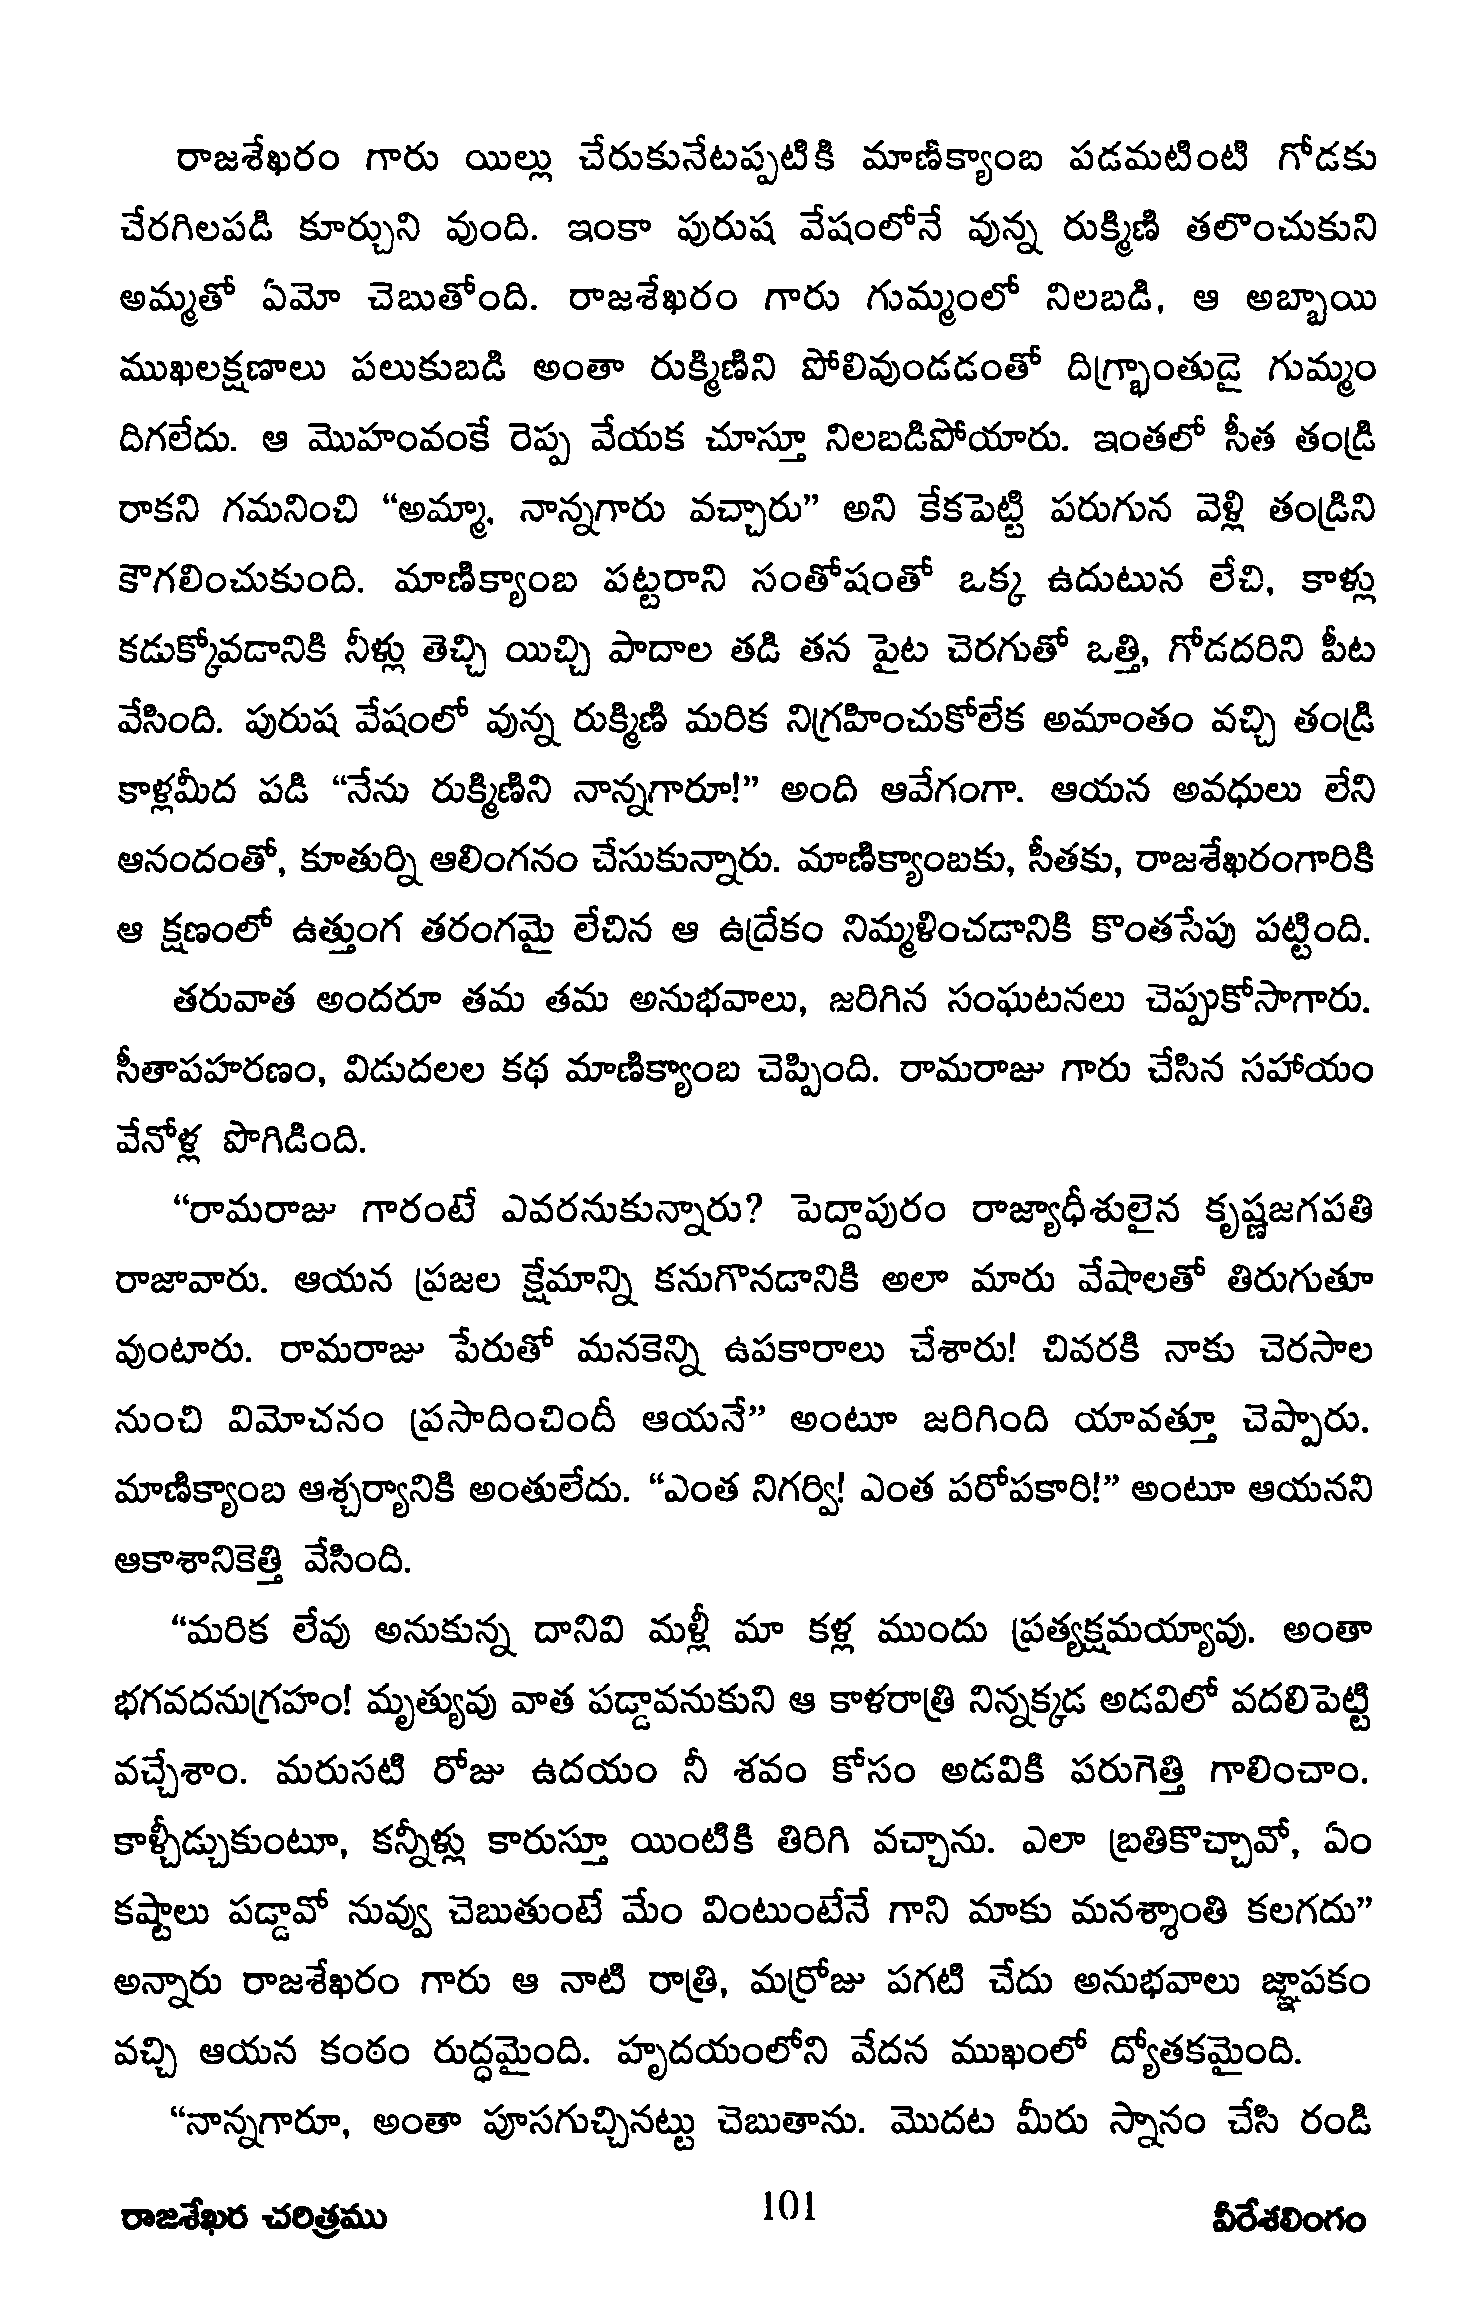 రాజశేఖరం గారు యిల్లు చేరుకునేటప్పటికి మాణిక్యాంబ పడమటింటి గోడకు
చేరగిలపడి కూర్చుని వుంది. ఇంకా పురుష వేషంలోనే వున్న రుక్మిణి తలొంచుకుని
అమ్మతో ఏమో చెబుతోంది. రాజశేఖరం గారు గుమ్మంలో నిలబడి, ఆ అబ్బాయి
ముఖలక్షణాలు పలుకుబడి అంతా రుక్మిణిని పోలివుండడంతో దిగ్భ్రాంతుడై గుమ్మం
దిగలేదు. ఆ మొహంవంకే రెప్ప వేయక చూస్తూ నిలబడిపోయారు. ఇంతలో సీత తండ్రి
రాకని గమనించి “అమ్మా, నాన్నగారు వచ్చారు” అని కేకపెట్టి పరుగున వెళ్లి తండ్రిని
కౌగలించుకుంది. మాణిక్యాంబ పట్టరాని సంతోషంతో ఒక్క ఉదుటున లేచి, కాళ్లు
కడుక్కోవడానికి నీళ్లు తెచ్చి యిచ్చి పాదాల తడి తన పైట చెరగుతో ఒత్తి, గోడదరిని పీట
వేసింది. పురుష వేషంలో వున్న రుక్మిణి మరిక నిగ్రహించుకోలేక అమాంతం వచ్చి తండ్రి
కాళ్లమీద పడి “నేను రుక్మిణిని నాన్నగారూ!” అంది ఆవేగంగా. ఆయన అవధులు లేని
ఆనందంతో, కూతుర్ని ఆలింగనం చేసుకున్నారు. మాణిక్యాంబకు, సీతకు, రాజశేఖరంగారికి
ఆ క్షణంలో ఉత్తుంగ తరంగమై లేచిన ఆ ఉద్రేకం నిమ్మళించడానికి కొంతసేపు పట్టింది.
తరువాత అందరూ తమ తమ అనుభవాలు, జరిగిన సంఘటనలు చెప్పుకోసాగారు.
సీతాపహరణం, విడుదలల కథ మాణిక్యాంబ చెప్పింది. రామరాజు గారు చేసిన సహాయం
వేనోళ్ల పొగిడింది.
“రామరాజు గారంటే ఎవరనుకున్నారు? పెద్దాపురం రాజ్యాధీశులైన కృష్ణజగపతి
రాజావారు. ఆయన ప్రజల క్షేమాన్ని కనుగొనడానికి అలా మారు వేషాలతో తిరుగుతూ
వుంటారు. రామరాజు పేరుతో మనకెన్ని ఉపకారాలు చేశారు! చివరకి నాకు చెరసాల
నుంచి విమోచనం ప్రసాదించిందీ ఆయనే” అంటూ జరిగింది యావత్తూ చెప్పారు.
మాణిక్యాంబ ఆశ్చర్యానికి అంతులేదు. “ఎంత నిగర్వి! ఎంత పరోపకారి!” అంటూ ఆయనని
ఆకాశానికెత్తి వేసింది.
“మరిక లేవు అనుకున్న దానివి మళ్లీ మా కళ్ల ముందు ప్రత్యక్షమయ్యావు. అంతా
భగవదనుగ్రహం! మృత్యువు వాత పడ్డావనుకుని ఆ కాళరాత్రి నిన్నక్కడ అడవిలో వదలిపెట్టి
వచ్చేశాం. మరుసటి రోజు ఉదయం నీ శవం కోసం అడవికి పరుగెత్తి గాలించాం.
కాళ్చీడ్చుకుంటూ, కన్నీళ్లు కారుస్తూ యింటికి తిరిగి వచ్చాను. ఎలా బ్రతికొచ్చావో, ఏం
కష్టాలు పడ్డావో నువ్వు చెబుతుంటే మేం వింటుంటేనే గాని మాకు మనశ్శాంతి కలగదు”
అన్నారు రాజశేఖరం గారు ఆ నాటి రాత్రి, మర్రోజు పగటి చేదు అనుభవాలు జ్ఞాపకం
వచ్చి ఆయన కంఠం రుద్ధమైంది. హృదయంలోని వేదన ముఖంలో ద్యోతకమైంది.
“నాన్నగారూ, అంతా పూసగుచ్చినట్టు చెబుతాను. మొదట మీరు స్నానం చేసి రండి
రాజశేఖర చరిత్రము 101 వీరేశలింగం